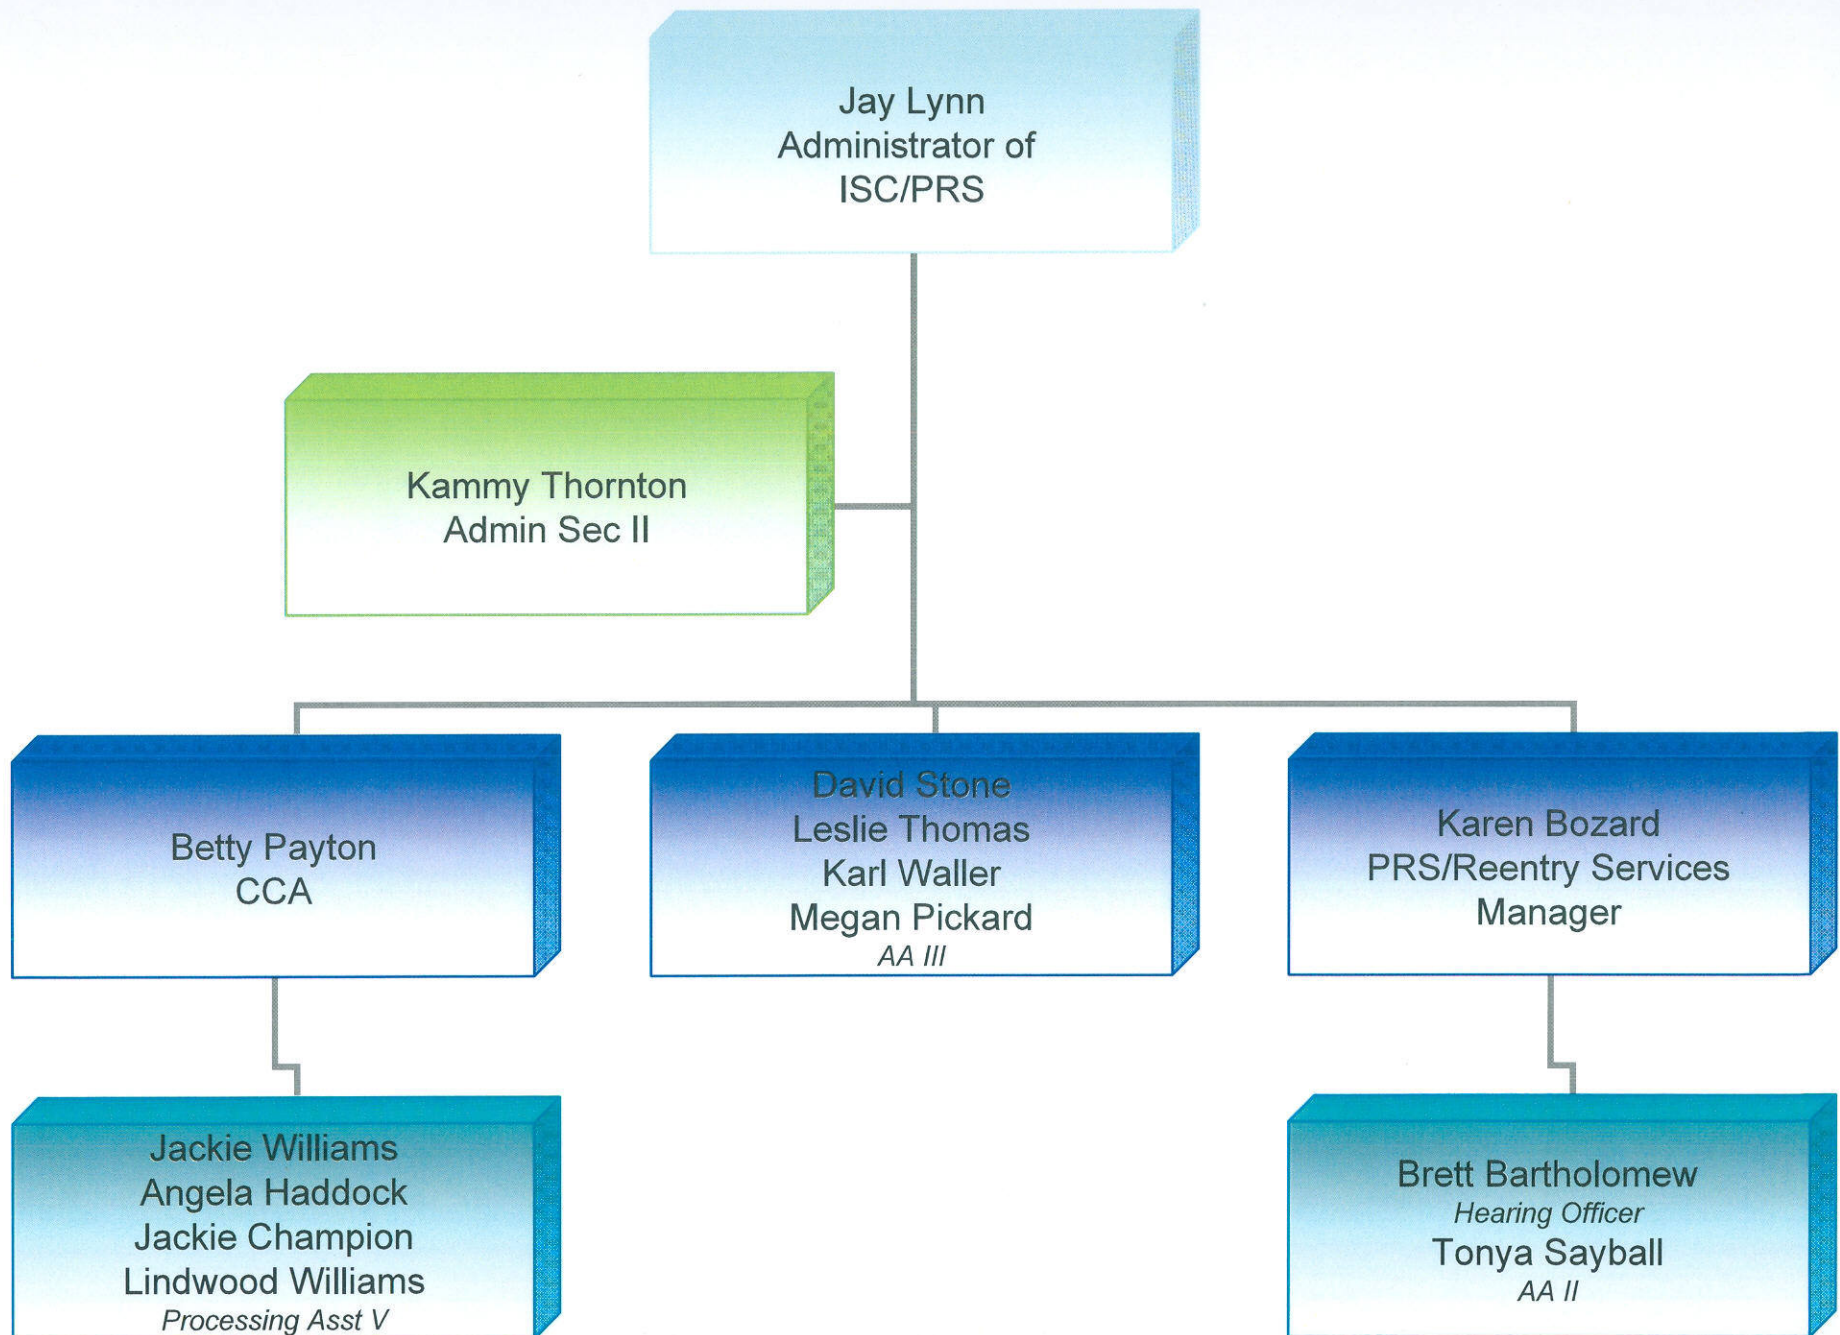 Jay Lynn
Administrator of
ISC/PRS
Kammy Thornton
Admin Sec II
Betty Payton
CCA
David Stone
Leslie Thomas
Karl Waller
Megan Pickard
AA III
Karen Bozard
PRS/Reentry Services
Manager
Jackie Williams
Angela Haddock
Jackie Champion
Lindwood Williams
Processing Asst V
Brett Bartholomew
Hearing Officer
Tonya Sayball
AA II